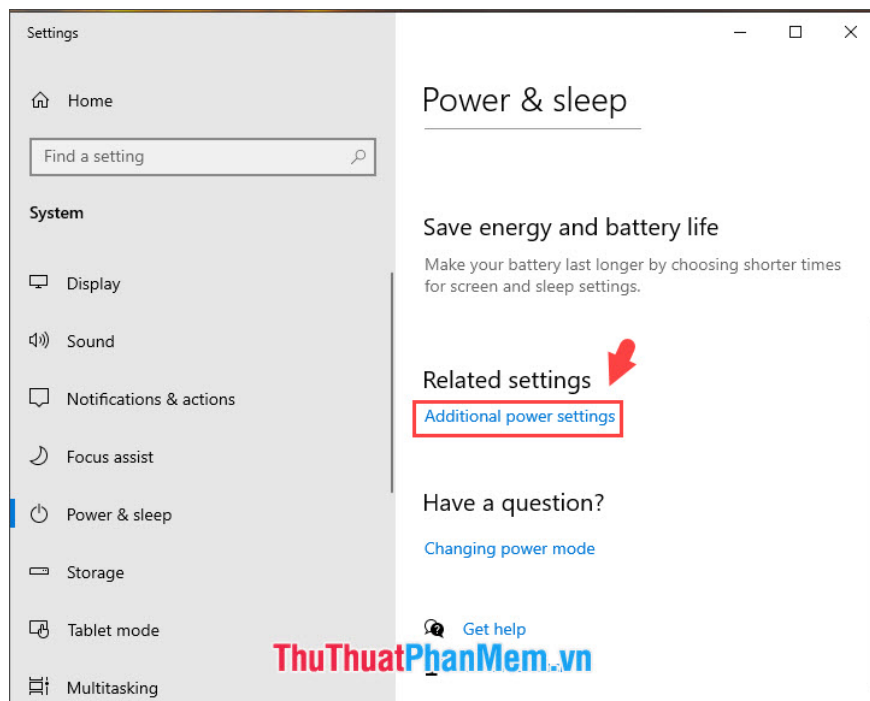 Settings
Home
Find a setting
System
Display
Sound
Notifications & actions
Focus assist
Power & sleep
Storage
Tablet mode
Multitasking
Power & sleep
Save energy and battery life
Make your battery last longer by choosing shorter times
for screen and sleep settings.
Related settings
Additional power settings
Have a question?
Changing power mode
Get help
ThuThuatPhanMem.vn